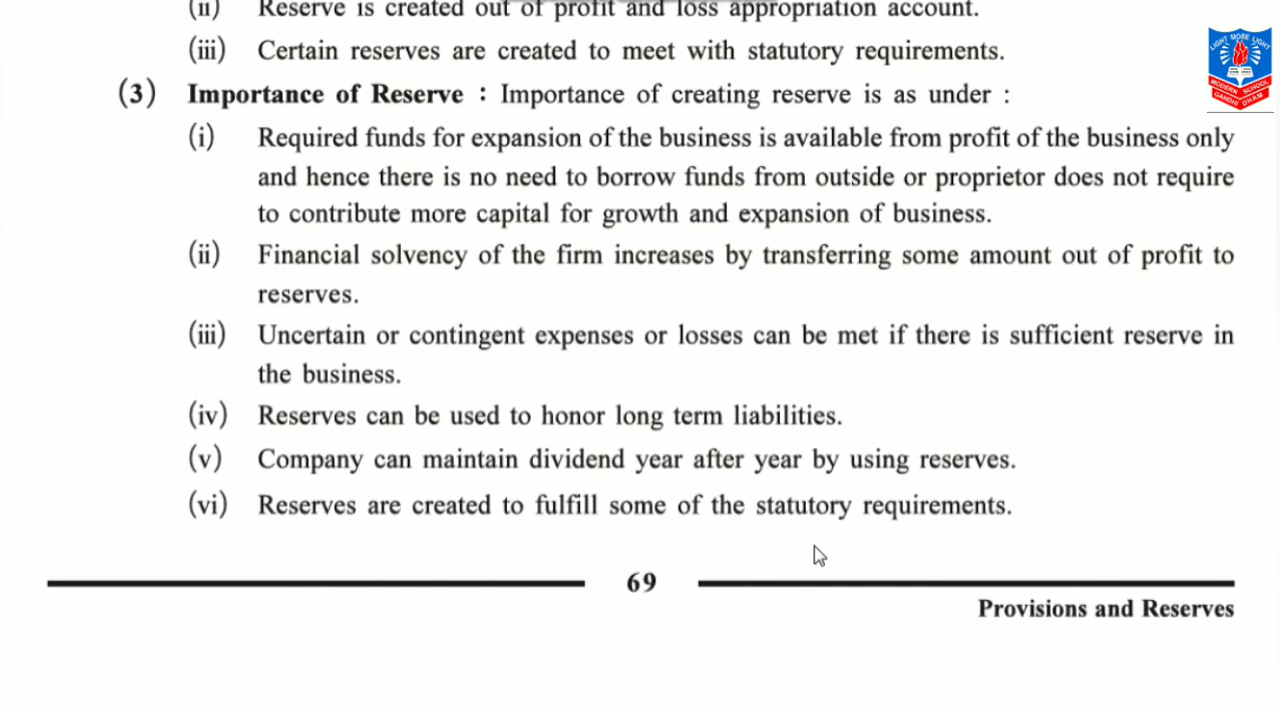 (ii) Reserve is created out of profit and loss appropriation account.
(iii) Certain reserves are created to meet with statutory requirements.
(3) Importance of Reserve : Importance of creating reserve is as under :
(i) Required funds for expansion of the business is available from profit of the business only
and hence there is no need to borrow funds from outside or proprietor does not require
to contribute more capital for growth and expansion of business.
(ii) Financial solvency of the firm increases by transferring some amount out of profit to
reserves.
(iii) Uncertain or contingent expenses or losses can be met if there is sufficient reserve in
the business.
(iv) Reserves can be used to honor long term liabilities.
(v) Company can maintain dividend year after year by using reserves.
(vi) Reserves are created to fulfill some of the statutory requirements.
69
Provisions and Reserves
LIGHT MORE LIGHT
MODERN SCHOOL
GANDHIDHAM